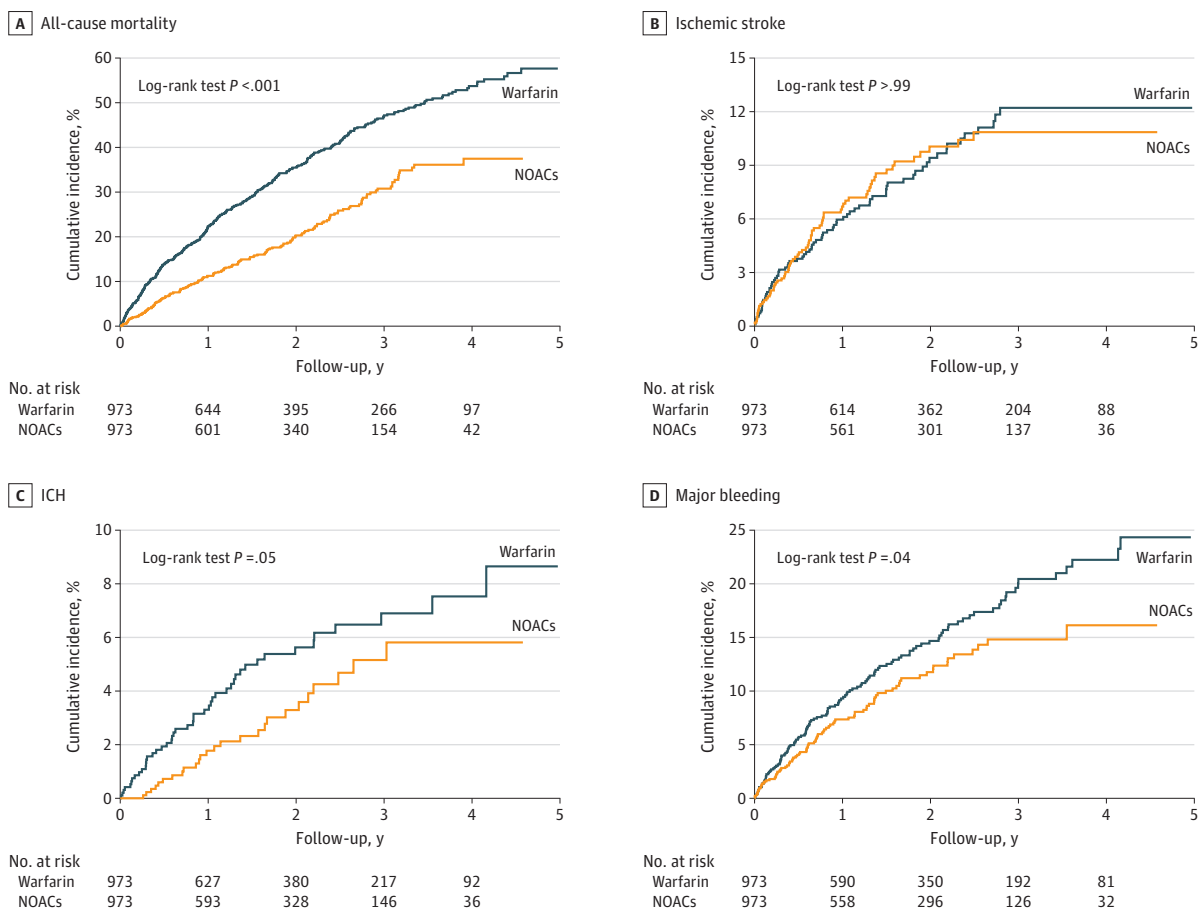 A All-cause mortality
60
50
40
30
20
10
0
Cumulative incidence, %
Log-rank test P <.001
Warfarin
NOACs
0 1 2 3 4 5
Follow-up, y
No. at risk
Warfarin 973 644 395 266 97
NOACs 973 601 340 154 42
B Ischemic stroke
15
12
9
6
3
0
Cumulative incidence, %
Log-rank test P >.99
Warfarin
NOACs
0 1 2 3 4 5
Follow-up, y
No. at risk
Warfarin 973 614 362 204 88
NOACs 973 561 301 137 36
C ICH
10
8
6
4
2
0
Cumulative incidence, %
Log-rank test P =.05
Warfarin
NOACs
0 1 2 3 4 5
Follow-up, y
No. at risk
Warfarin 973 627 380 217 92
NOACs 973 593 328 146 36
D Major bleeding
25
20
15
10
5
0
Cumulative incidence, %
Log-rank test P =.04
Warfarin
NOACs
0 1 2 3 4 5
Follow-up, y
No. at risk
Warfarin 973 590 350 192 81
NOACs 973 558 296 126 32